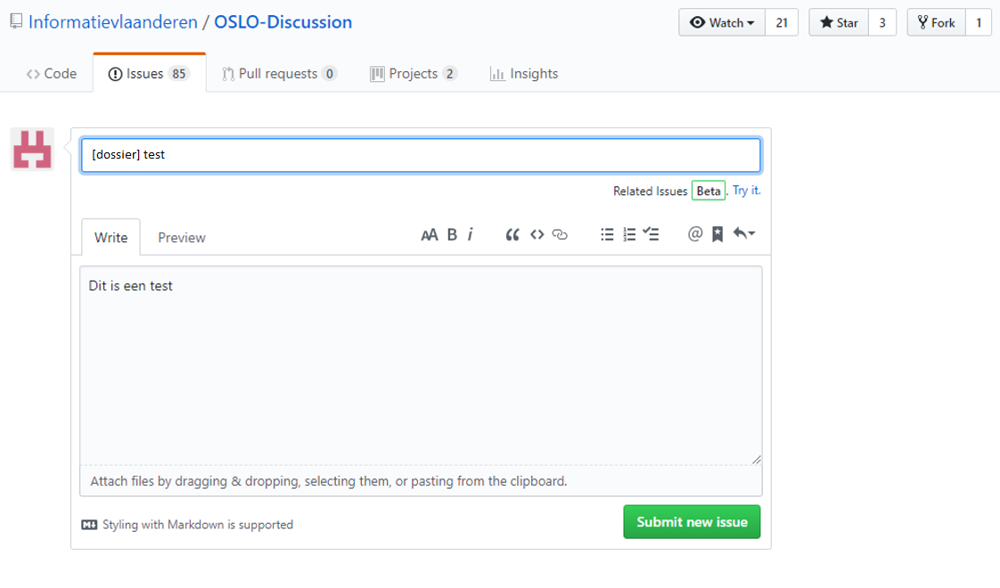 Informatievlaanderen / OSLO-Discussion
Watch 21 Star 3 Fork 1
Code Issues 85 Pull requests 0 Projects 2 Insights
[dossier] test
Related Issues Beta . Try it.
Write Preview AA B i @
Dit is een test
Attach files by dragging & dropping, selecting them, or pasting from the clipboard.
Styling with Markdown is supported
Submit new issue